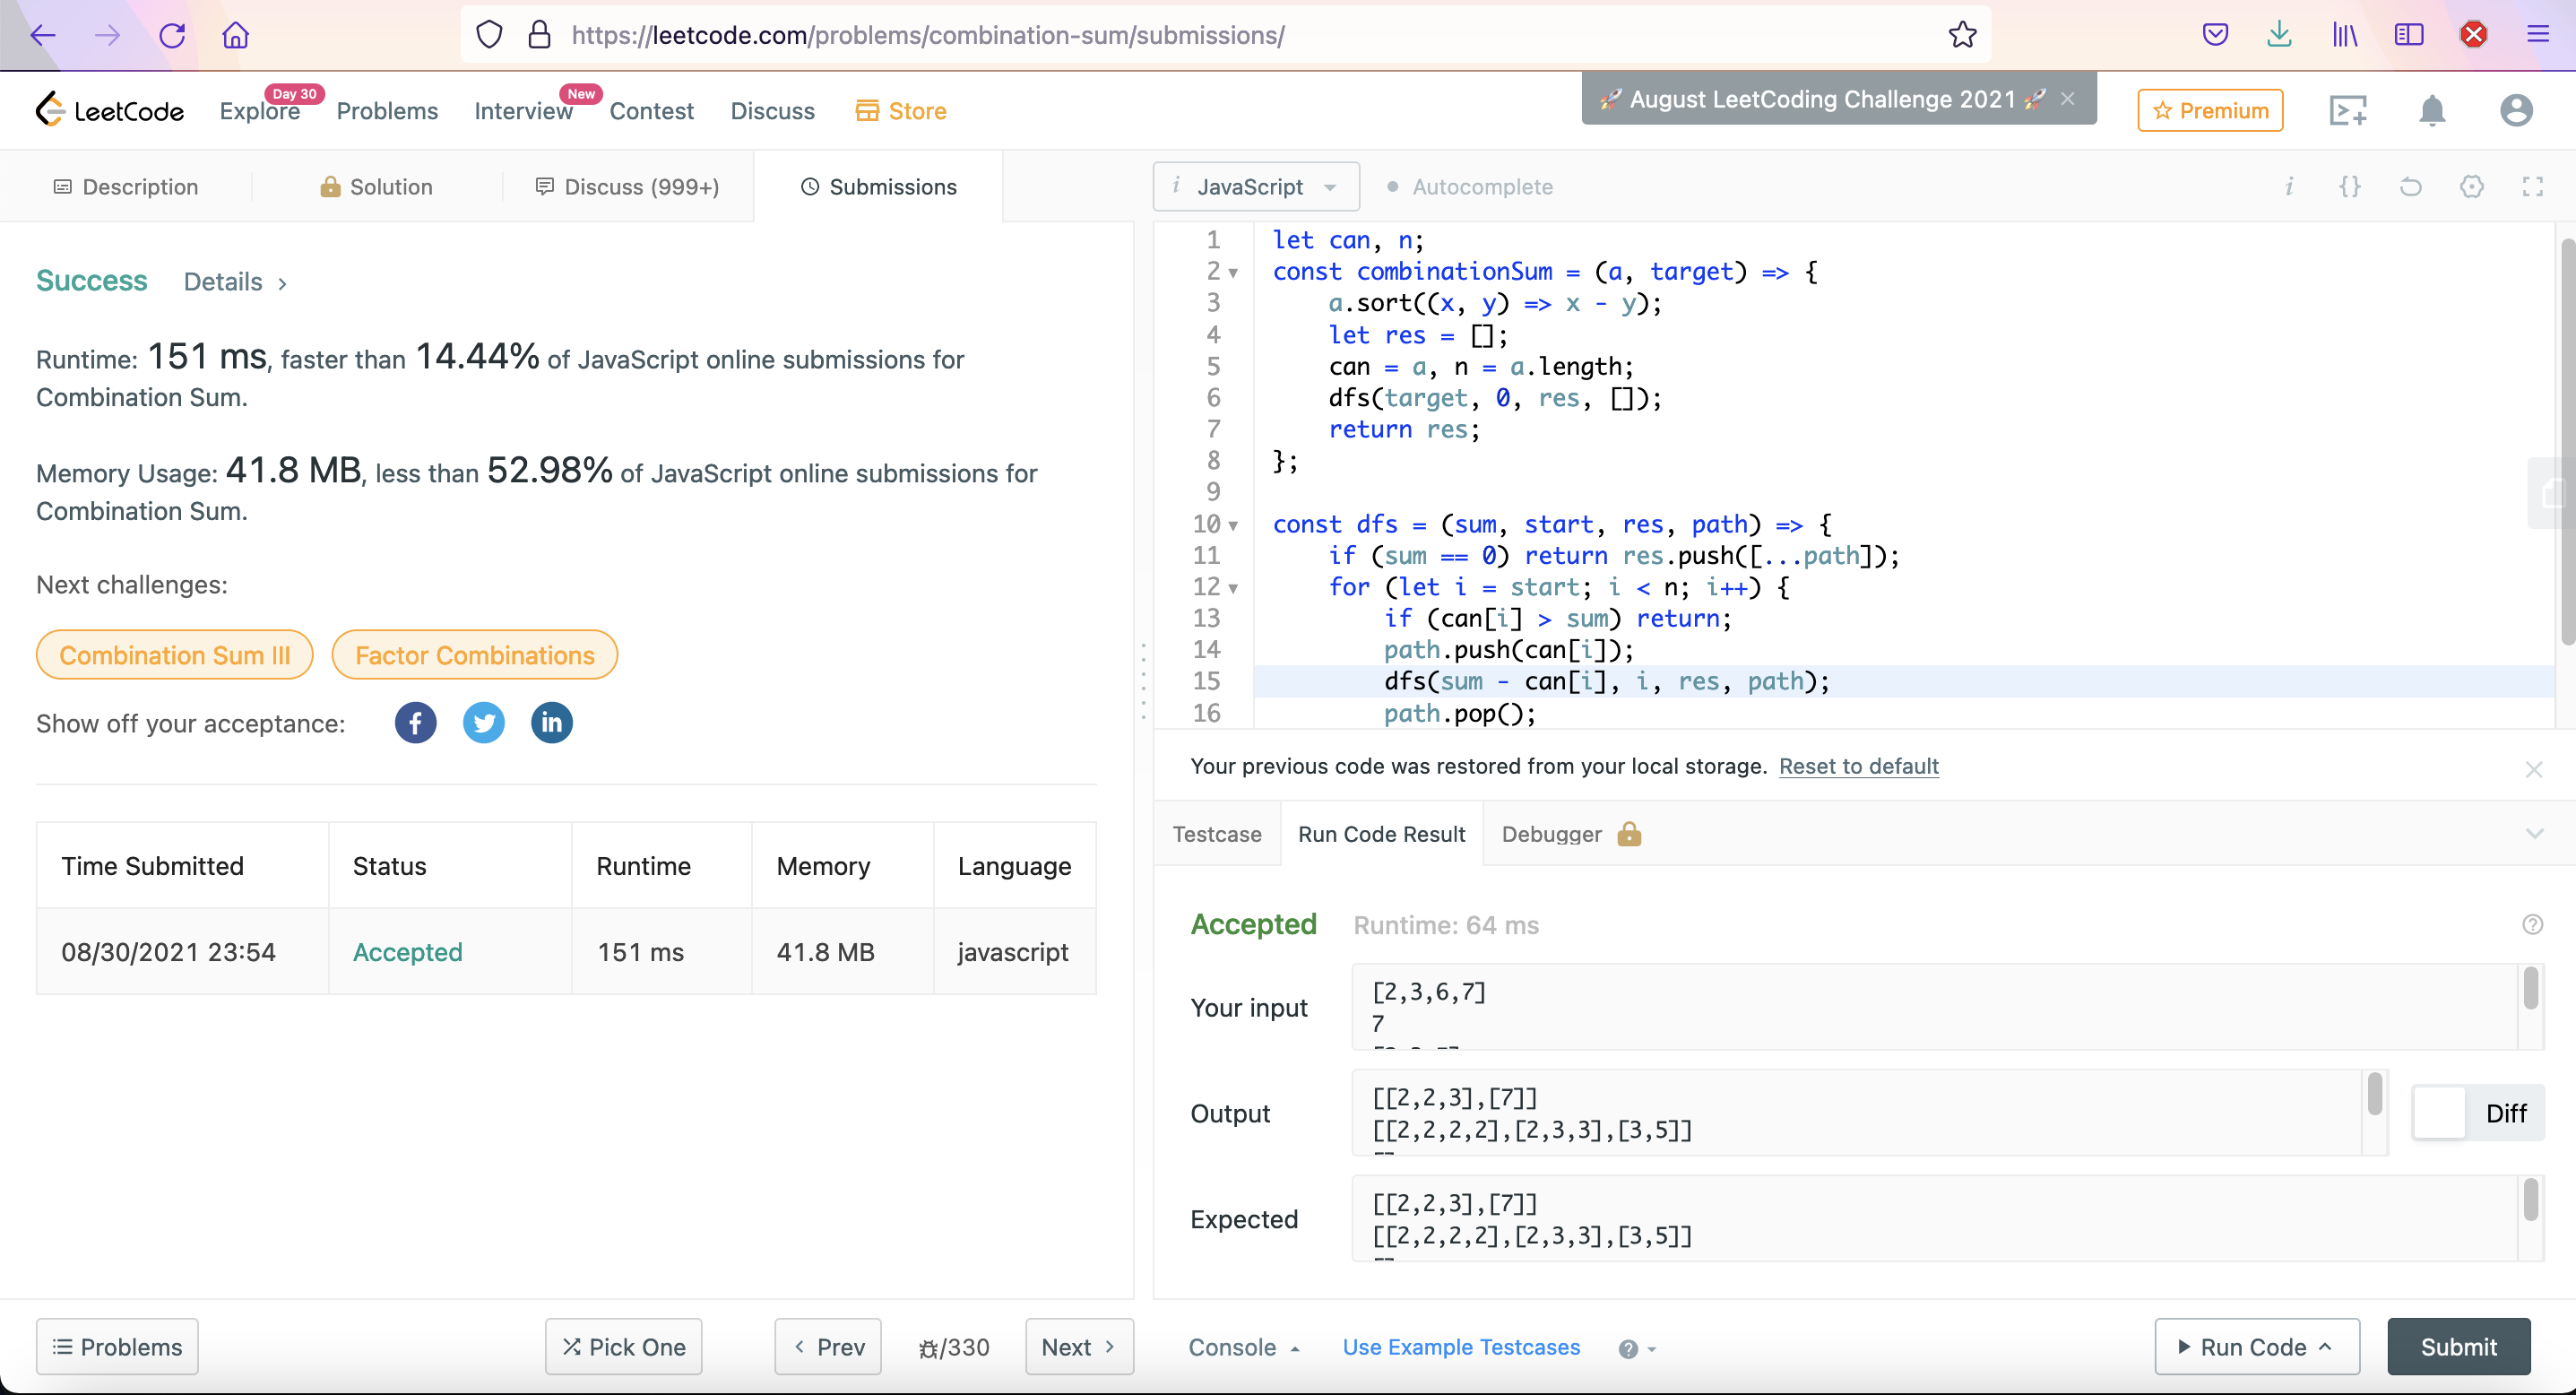 https://leetcode.com/problems/combination-sum/submissions/
LeetCode
Explore
Day 30
Problems
Interview
New
Contest
Discuss
Store
🚀 August LeetCoding Challenge 2021 🚀
Premium
Description
Solution
Discuss (999+)
Submissions
Success
Details
Runtime: 151 ms, faster than 14.44% of JavaScript online submissions for
Combination Sum.
Memory Usage: 41.8 MB, less than 52.98% of JavaScript online submissions for
Combination Sum.
Next challenges:
Combination Sum III
Factor Combinations
Show off your acceptance:
Time Submitted Status Runtime Memory Language
08/30/2021 23:54 Accepted 151 ms 41.8 MB javascript
Problems
Pick One
Prev
/330
Next
i JavaScript
Autocomplete
i {}
1 let can, n;
2 const combinationSum = (a, target) => {
3 a.sort((x, y) => x - y);
4 let res = [];
5 can = a, n = a.length;
6 dfs(target, 0, res, []);
7 return res;
8 };
9
10 const dfs = (sum, start, res, path) => {
11 if (sum == 0) return res.push([...path]);
12 for (let i = start; i < n; i++) {
13 if (can[i] > sum) return;
14 path.push(can[i]);
15 dfs(sum - can[i], i, res, path);
16 path.pop();
Your previous code was restored from your local storage. Reset to default
Testcase
Run Code Result
Debugger
Accepted
Runtime: 64 ms
Your input
[2,3,6,7]
7
Output
[[2,2,3],[7]]
[[2,2,2,2],[2,3,3],[3,5]]
Diff
Expected
[[2,2,3],[7]]
[[2,2,2,2],[2,3,3],[3,5]]
Console
Use Example Testcases
Run Code
Submit